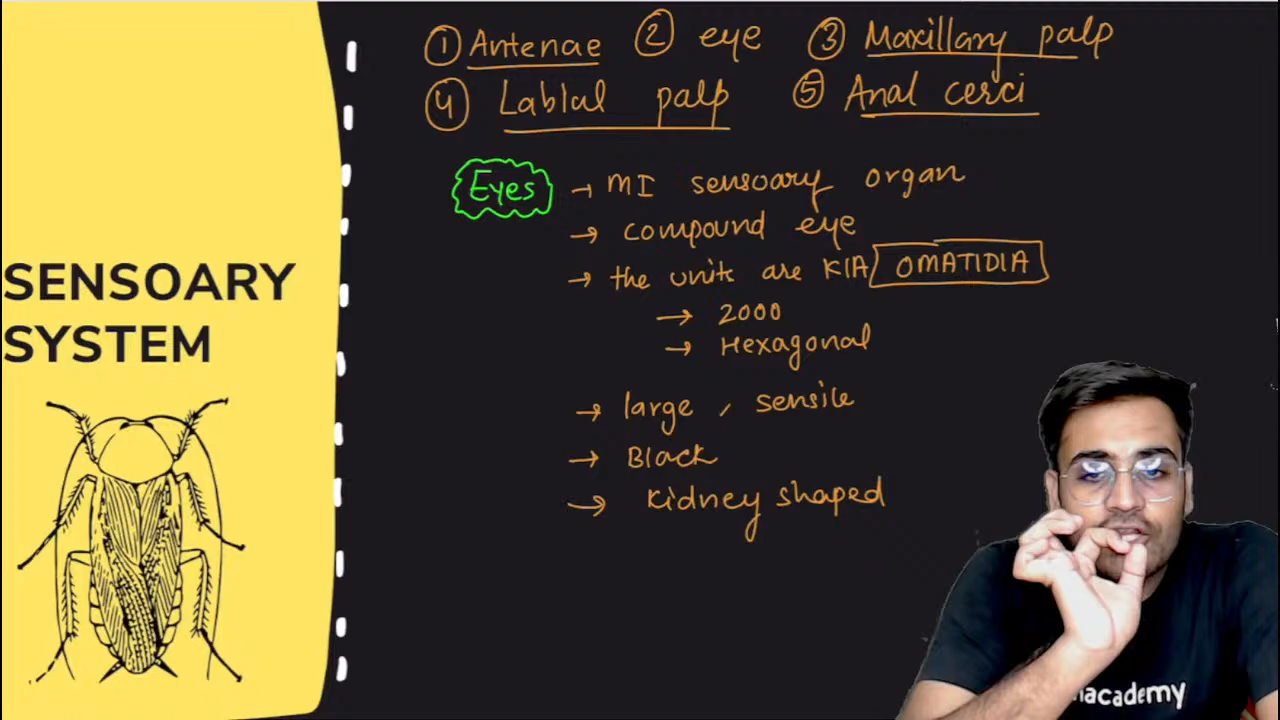 ① Antenae ② eye ③ Maxillary palp
④ Lablal palp ⑤ Anal cerci
Eyes → MI sensoary organ
→ compound eye
→ the units are KIA OMATIDIA
→ 2000
→ Hexagonal
→ large , sensile
→ Black
→ Kidney shaped
SENSOARY
SYSTEM
nacademy